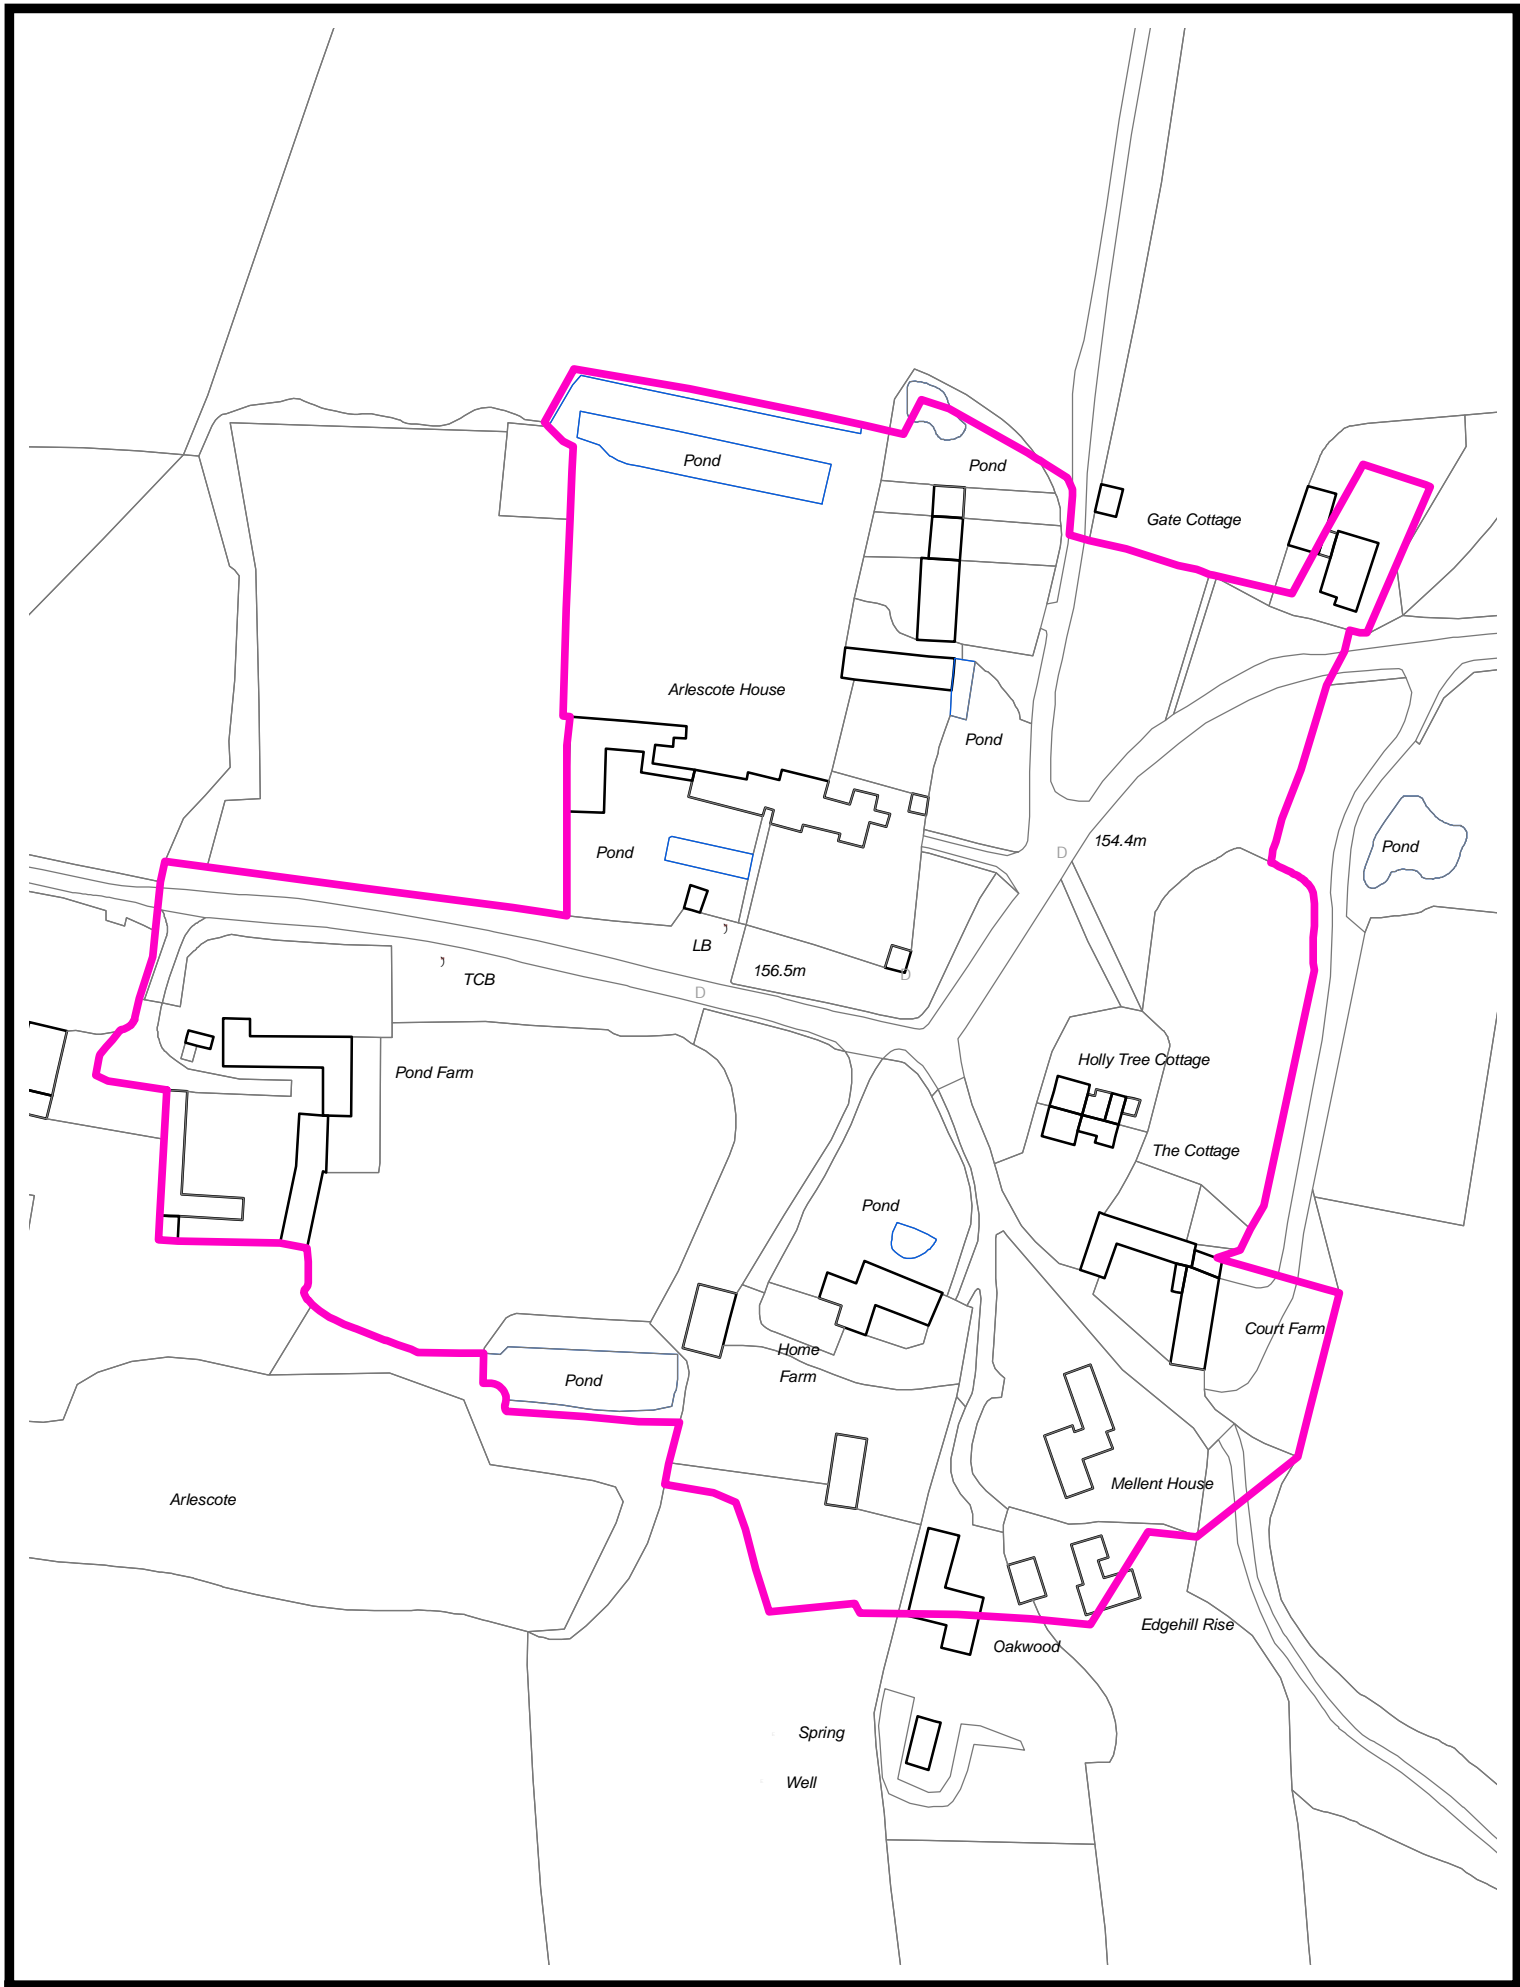 Pond
Pond
Gate Cottage
Arlescote House
Pond
154.4m
Pond
Pond
D
LB
156.5m
TCB
D
D
Holly Tree Cottage
Pond Farm
The Cottage
Pond
Court Farm
Home
Farm
Pond
Mellent House
Arlescote
Edgehill Rise
Oakwood
Spring
Well